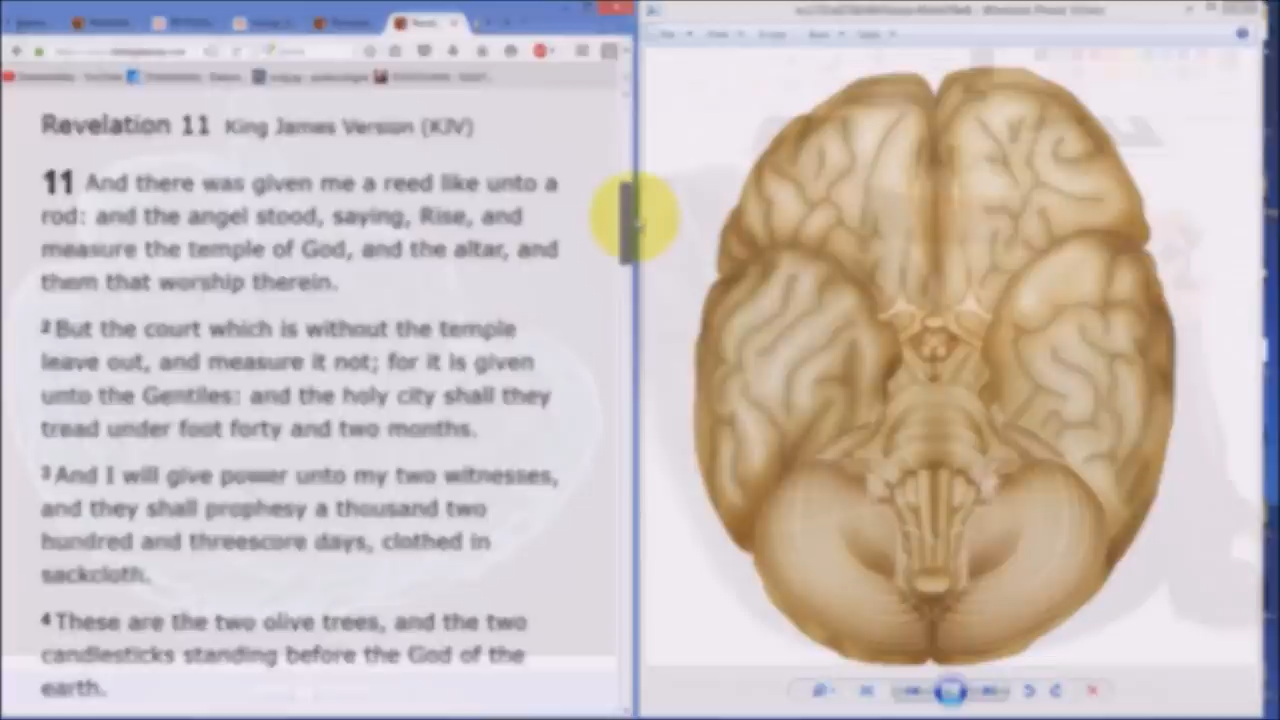 Revelation 11 King James Version (KJV)
11 And there was given me a reed like unto a
rod: and the angel stood, saying, Rise, and
measure the temple of God, and the altar, and
them that worship therein.
2 But the court which is without the temple
leave out, and measure it not; for it is given
unto the Gentiles: and the holy city shall they
tread under foot forty and two months.
3 And I will give power unto my two witnesses,
and they shall prophesy a thousand two
hundred and threescore days, clothed in
sackcloth.
4 These are the two olive trees, and the two
candlesticks standing before the God of the
earth.